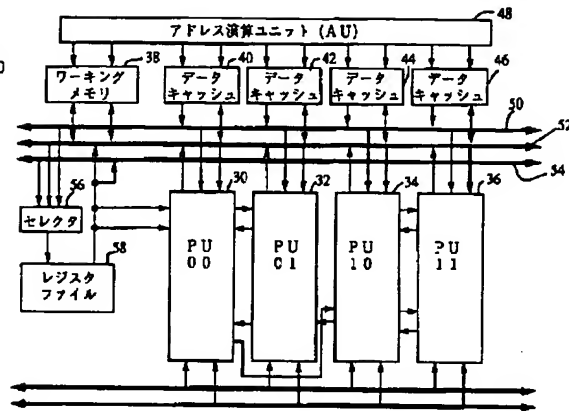 48
アドレス演算ユニット(AU)
38
40
42
44
46
ワーキング
メモリ
データ
キャッシュ
データ
キャッシュ
データ
キャッシュ
データ
キャッシュ
50
52
54
56
セレクタ
58
レジスタ
ファイル
30
32
34
36
PU
00
PU
01
PU
10
PU
11